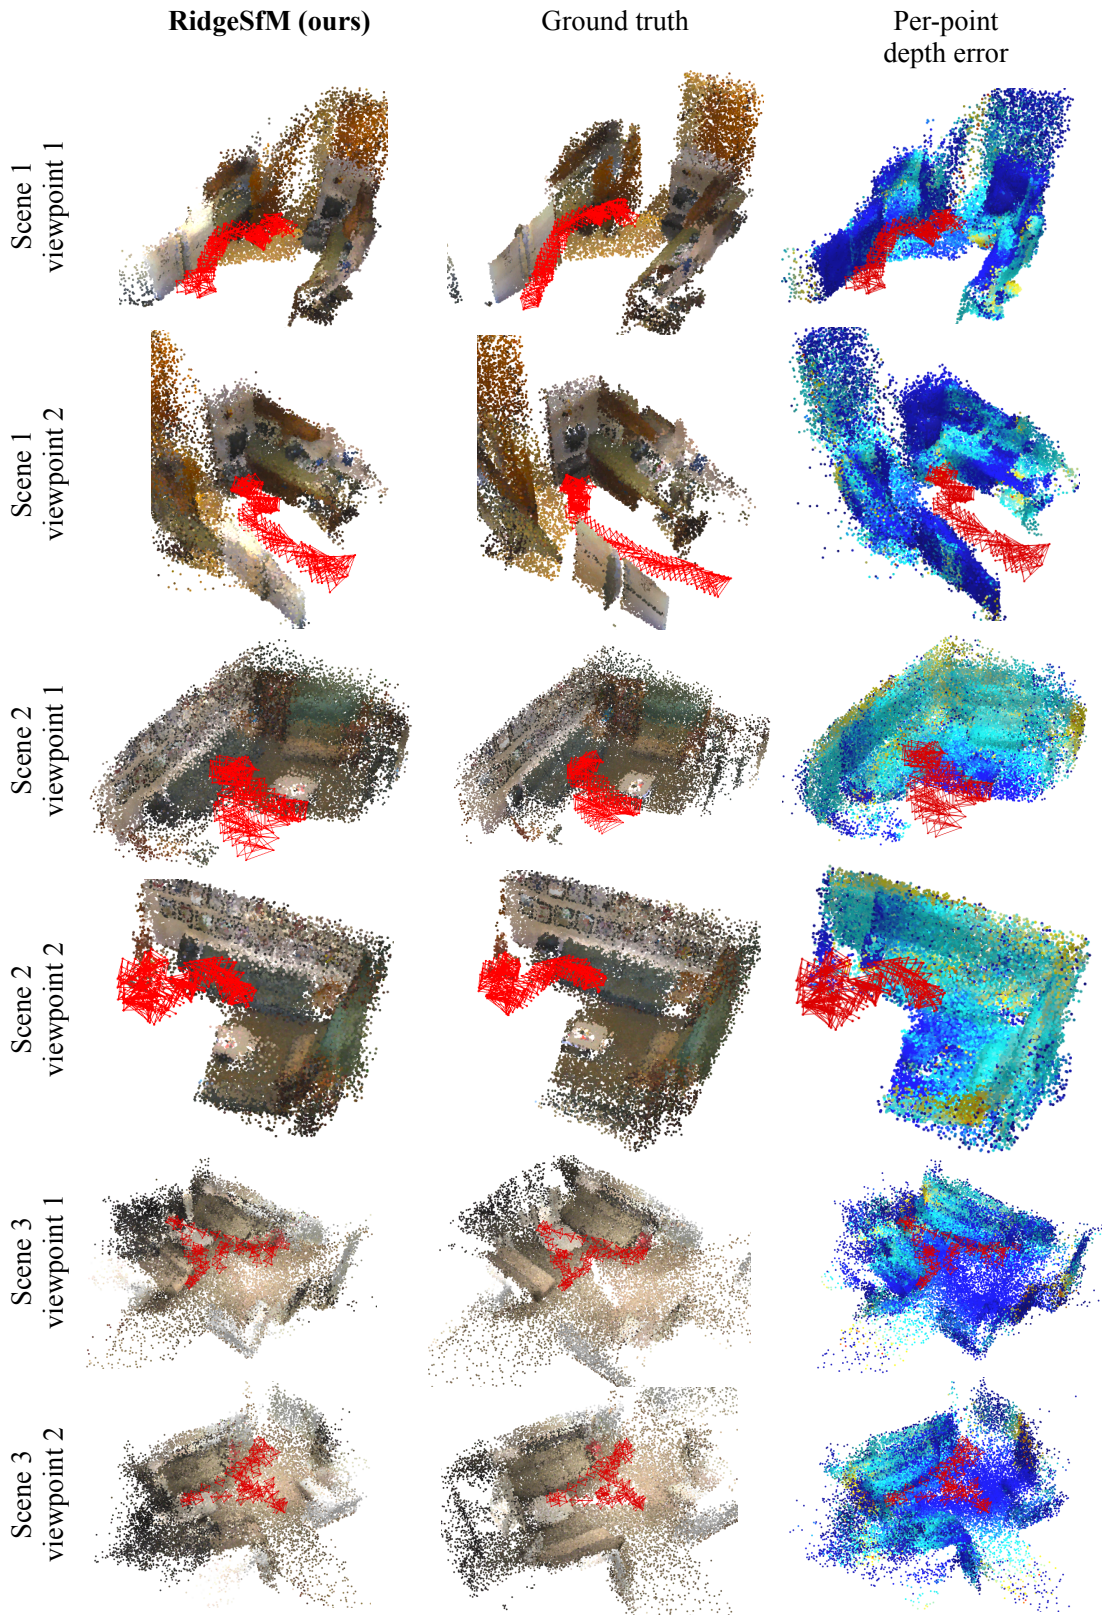 RidgeSfM (ours)
Ground truth
Per-point
depth error
Scene 1
viewpoint 1
Scene 1
viewpoint 2
Scene 2
viewpoint 1
Scene 2
viewpoint 2
Scene 3
viewpoint 1
Scene 3
viewpoint 2